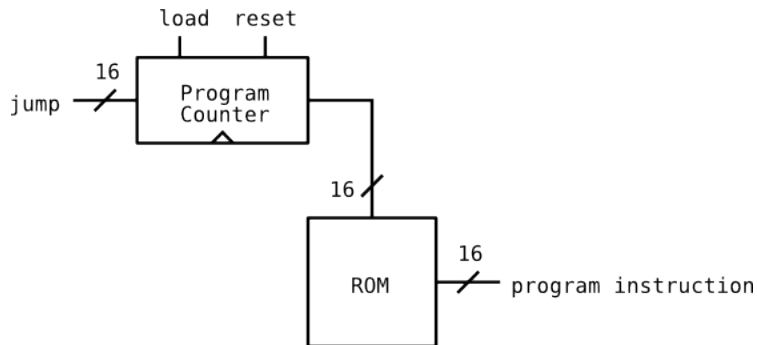 load reset
16
jump
Program
Counter
16
16
ROM
program instruction